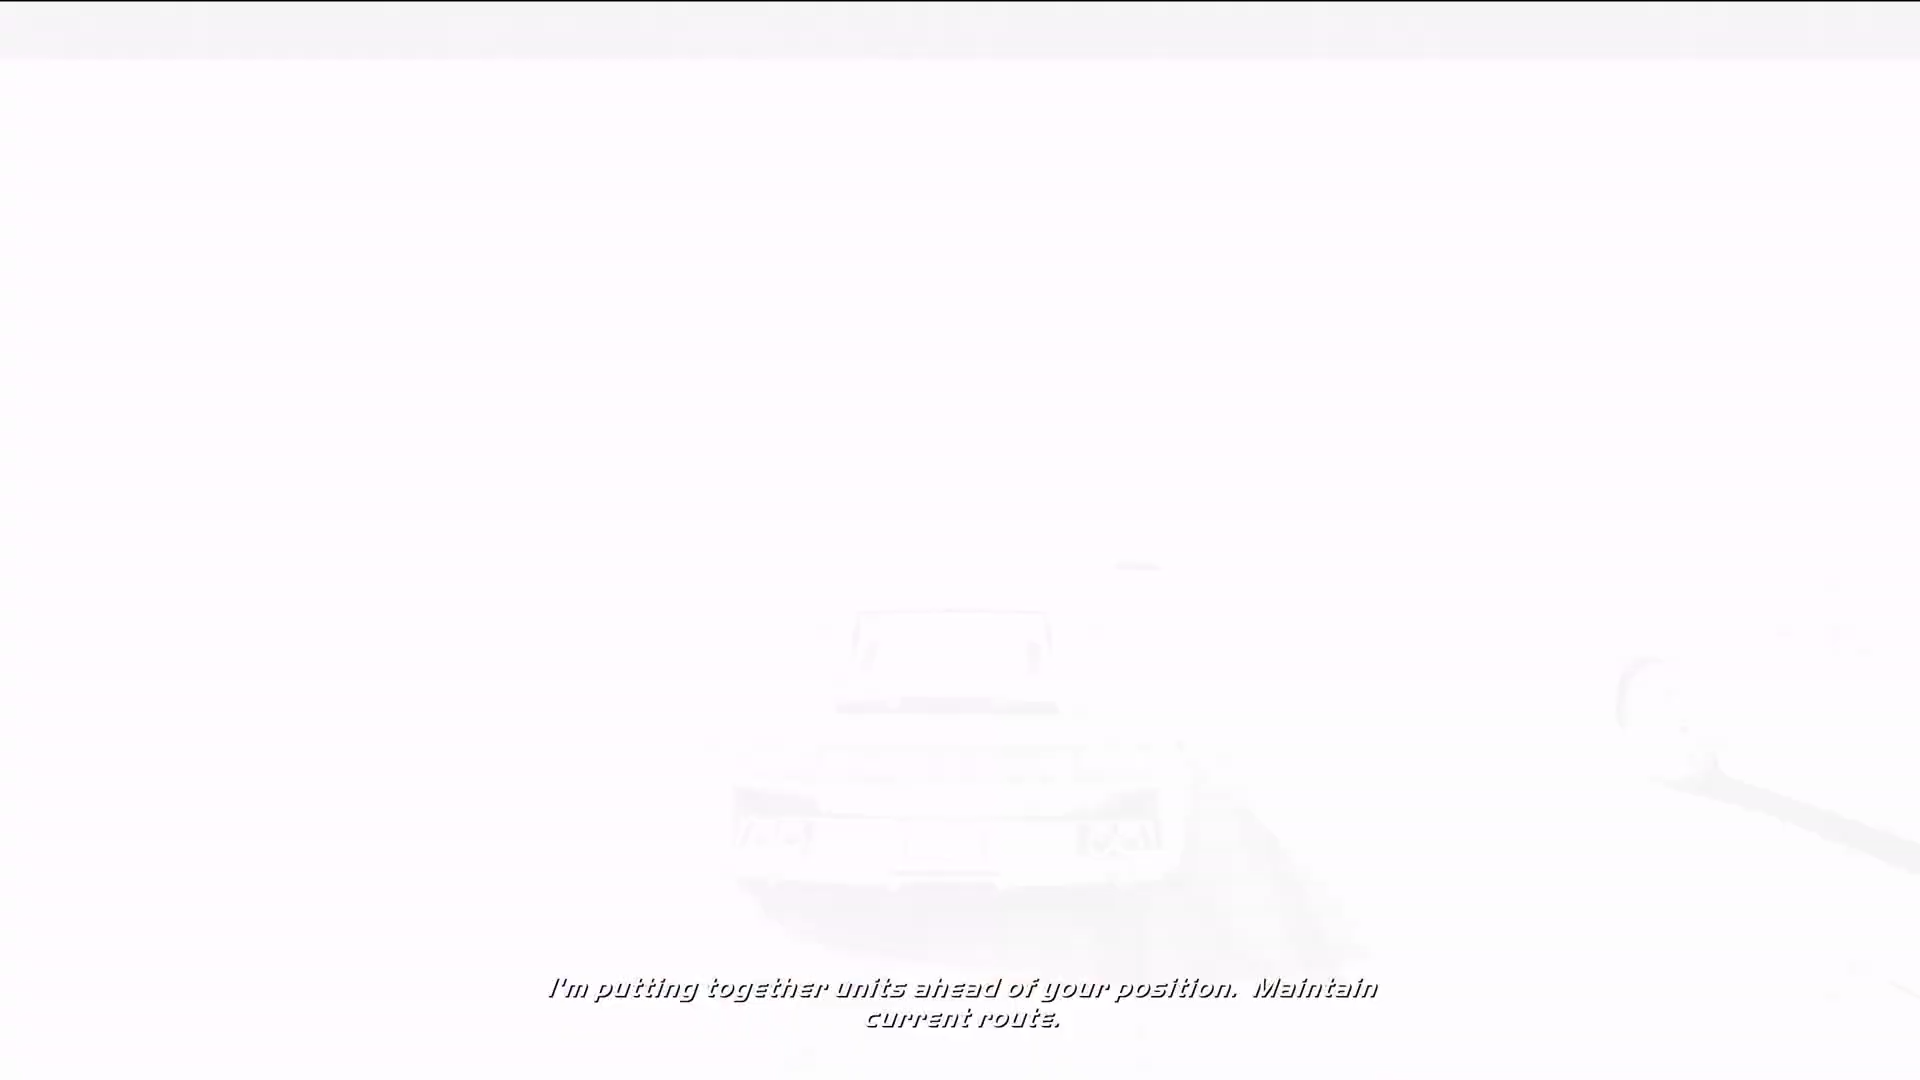 I'm putting together units ahead of your position.  Maintain
current route.